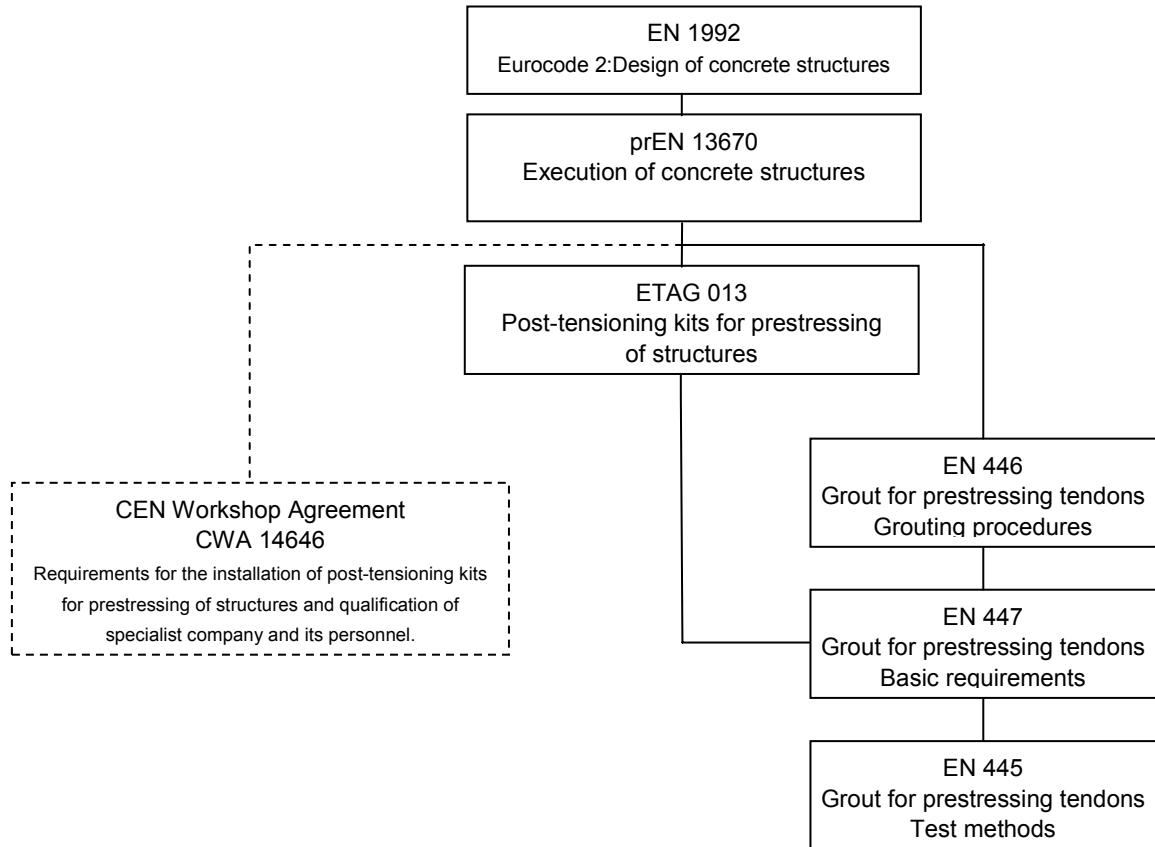 EN 1992
Eurocode 2:Design of concrete structures
prEN 13670
Execution of concrete structures
ETAG 013
Post-tensioning kits for prestressing
of structures
EN 446
Grout for prestressing tendons
Grouting procedures
CEN Workshop Agreement
CWA 14646
Requirements for the installation of post-tensioning kits
for prestressing of structures and qualification of
specialist company and its personnel.
EN 447
Grout for prestressing tendons
Basic requirements
EN 445
Grout for prestressing tendons
Test methods